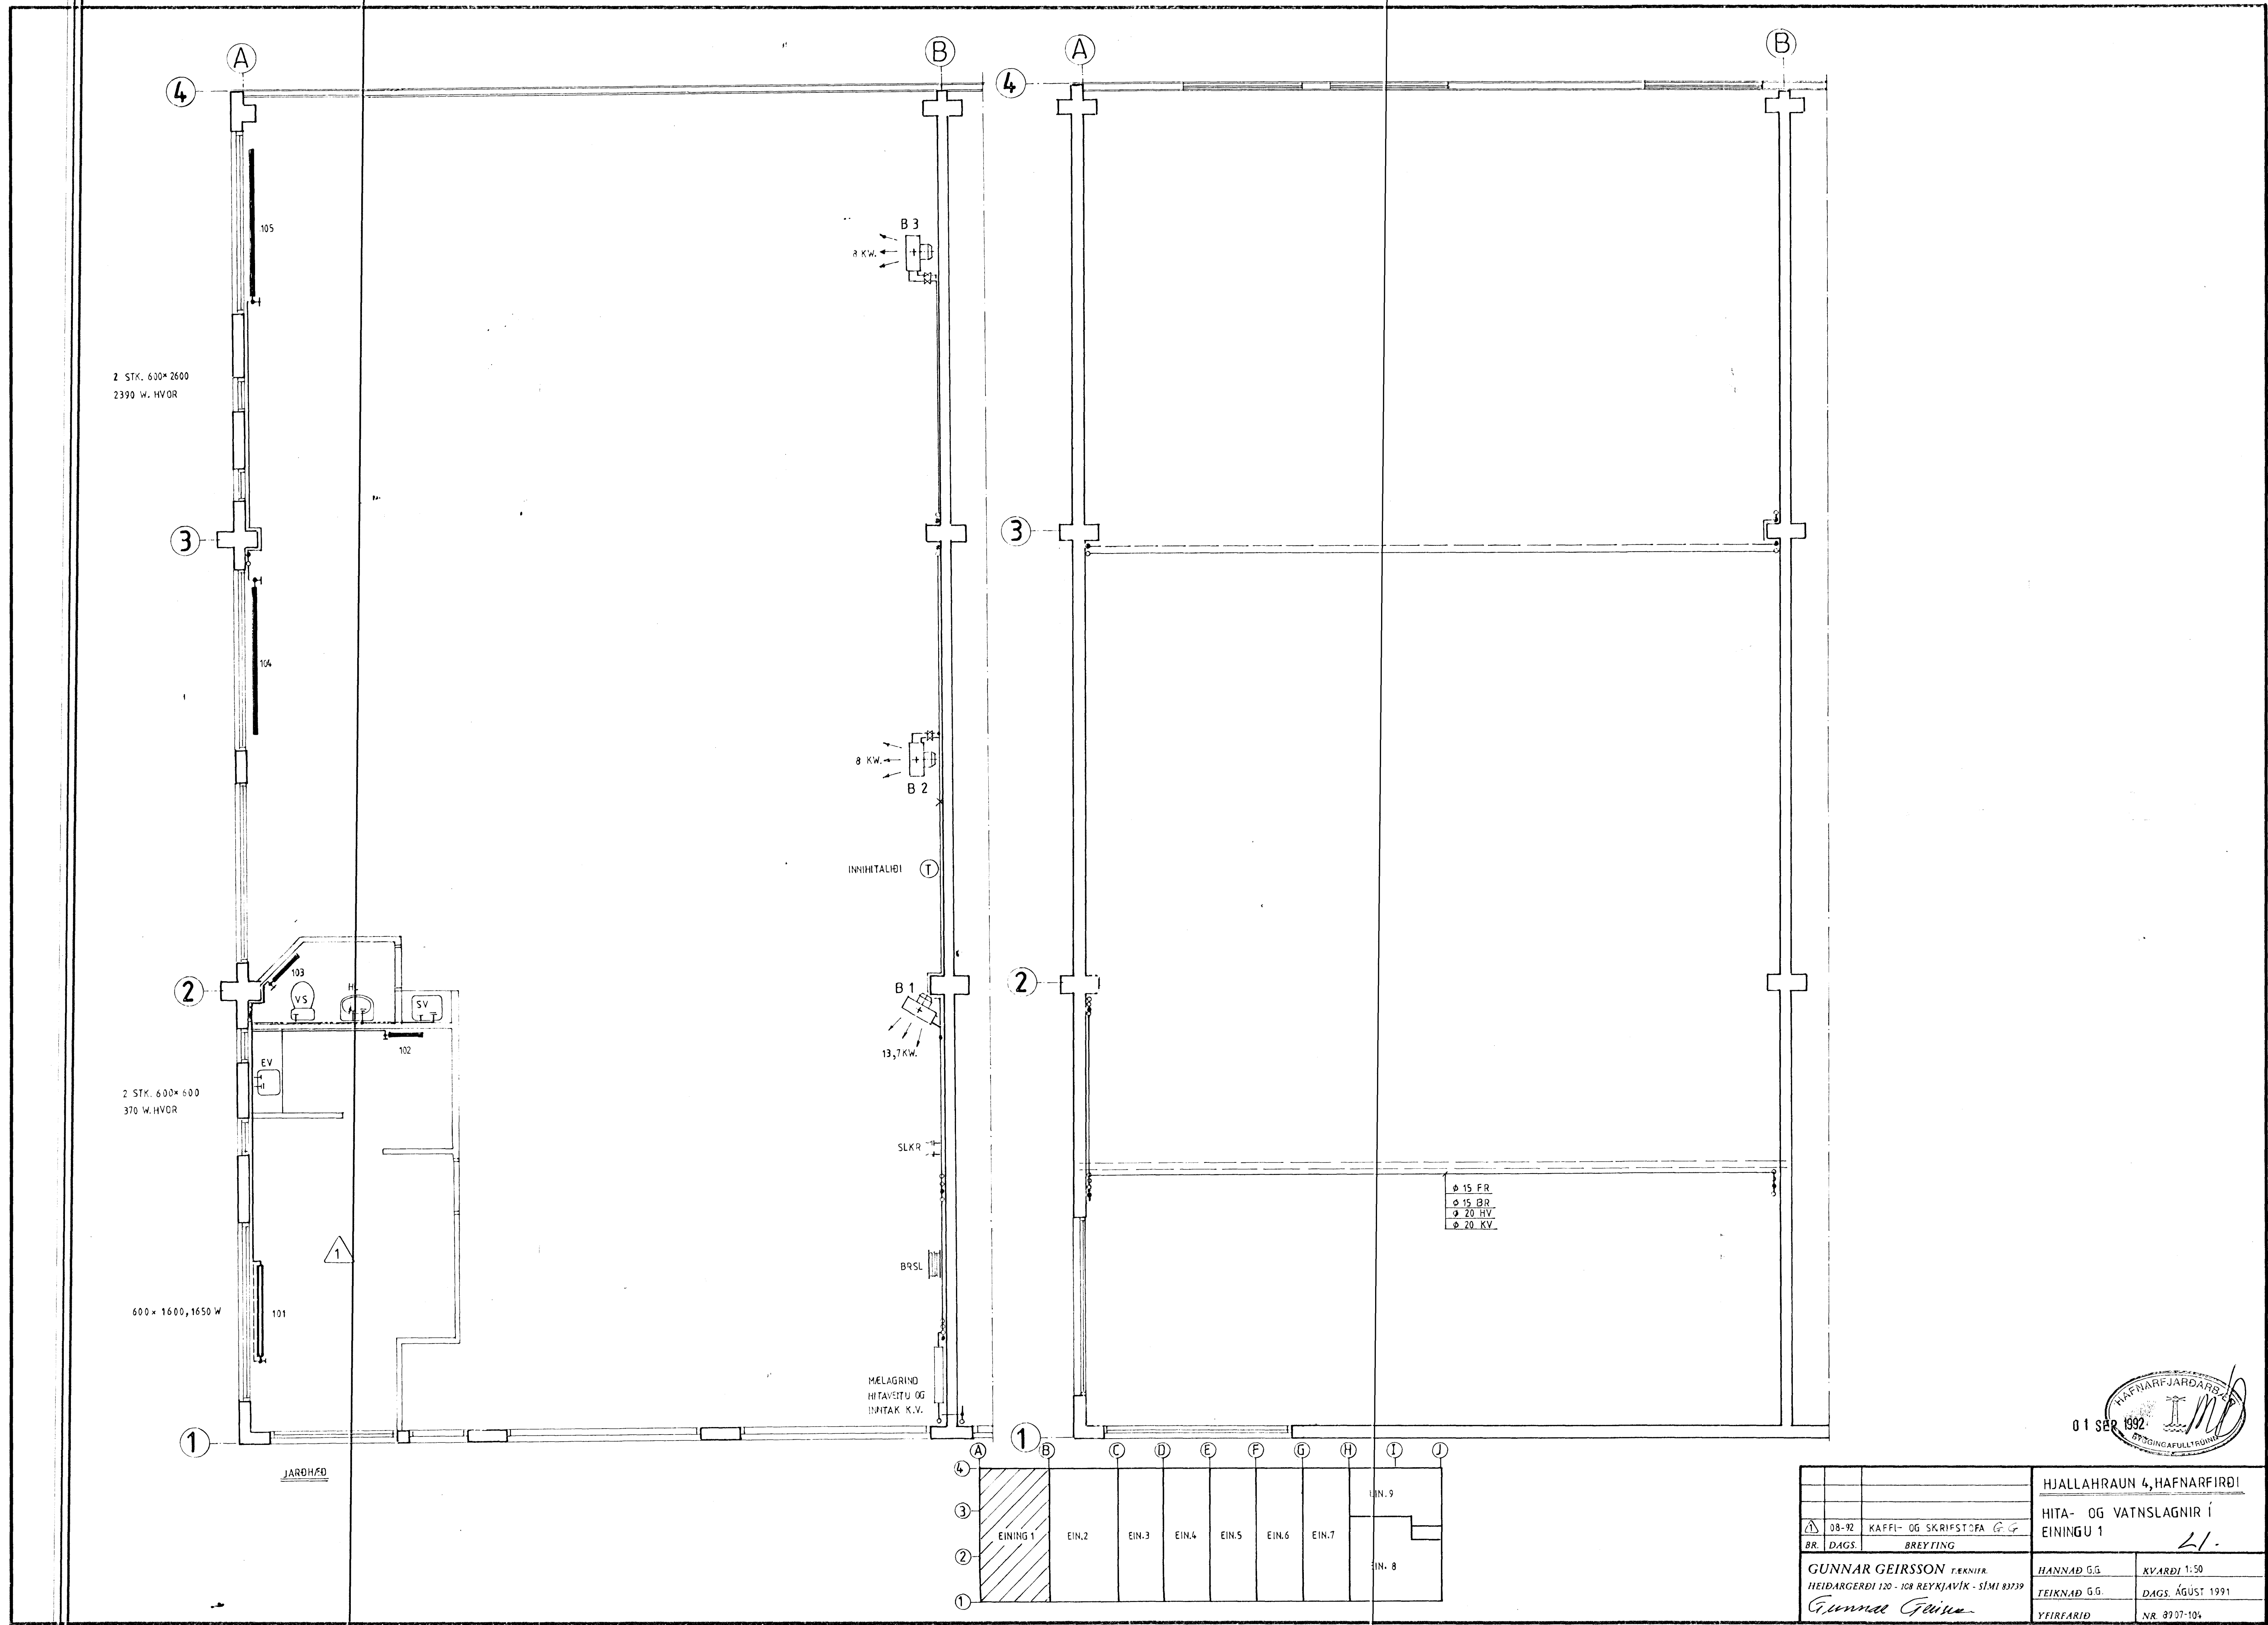 A
B
4
105
B 3
8 KW.
2 STK. 600×2600
2390 W. HVOR
3
104
8 KW.
B 2
INNIHITALIÐI
T
2
103
VS
H.
SV
B 1
13,7 KW.
102
EV
2 STK. 600×600
370 W. HVOR
SLKR
1
BRSL
600 × 1600, 1650 W
101
MÆLAGRIND
HITAVEITU OG
INNTAK K.V.
1
JARÐHÆÐ
A
B
4
3
2
ø 15 FR
ø 15 BR
ø 20 HV
ø 20 KV
1
A
B
C
D
E
F
G
H
I
J
4
3
2
1
EINING 1
EIN.2
EIN.3
EIN.4
EIN.5
EIN.6
EIN.7
EIN.9
EIN. 8
HAFNARFJARÐARBÆR
01 SEP. 1992
BYGGINGAFULLTRÚINN
1 08-92 KAFFI- OG SKRIFSTOFA G.G
BR. DAGS. BREYTING
HJALLAHRAUN 4, HAFNARFIRÐI
HITA- OG VATNSLAGNIR Í
EININGU 1
GUNNAR GEIRSSON TÆKNIFR.
HEIÐARGERÐI 120 - 108 REYKJAVÍK - SÍMI 83739
Gunnar Geirsson
HANNAÐ G.G.
KVARÐI 1:50
TEIKNAÐ G.G.
DAGS. ÁGÚST 1991
YFIRFARIÐ
NR. 8907-104